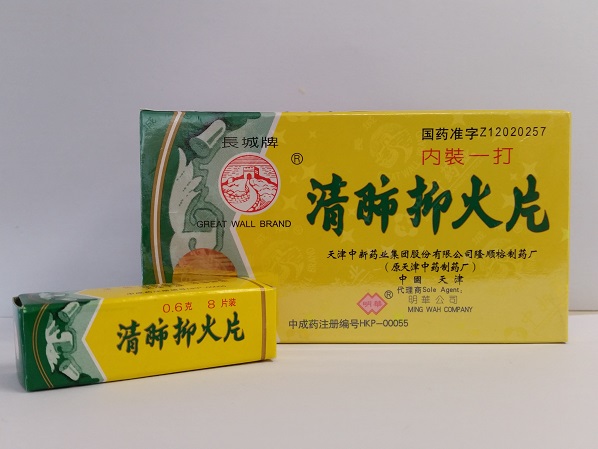 長城牌
®
GREAT WALL BRAND
国药准字Z12020257
内裝一打
清肺抑火片
天津中新药业集团股份有限公司隆顺榕制药厂
(原天津中药制药厂)
中國 天津
代理商Sole Agent,
明華
®
明華公司
MING WAH COMPANY
中成药注册编号HKP-00055
0.6克 8片装
清肺抑火片